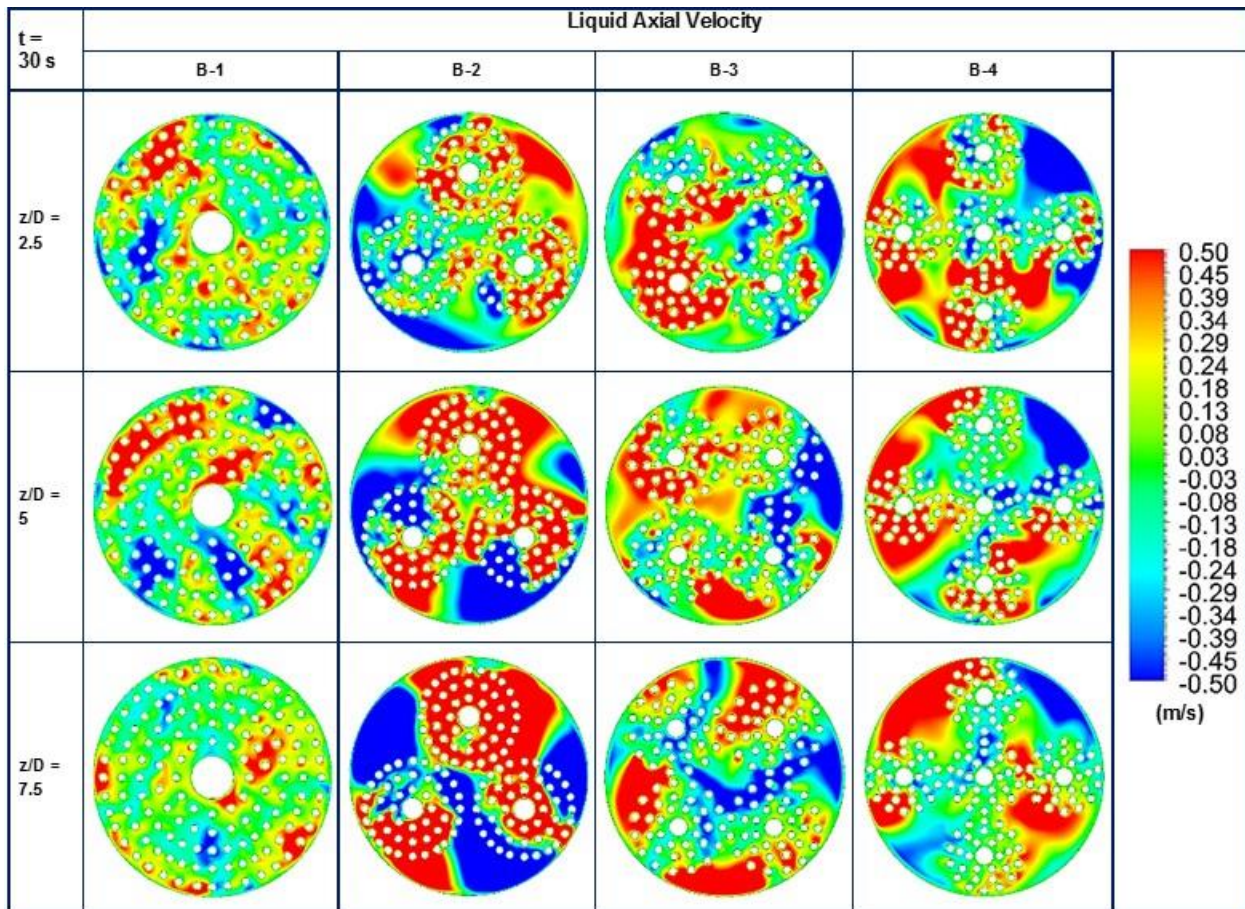 t =
30 s
Liquid Axial Velocity
B-1
B-2
B-3
B-4
z/D =
2.5
z/D =
5
z/D =
7.5
0.50
0.45
0.39
0.34
0.29
0.24
0.18
0.13
0.08
0.03
-0.03
-0.08
-0.13
-0.18
-0.24
-0.29
-0.34
-0.39
-0.45
-0.50
(m/s)